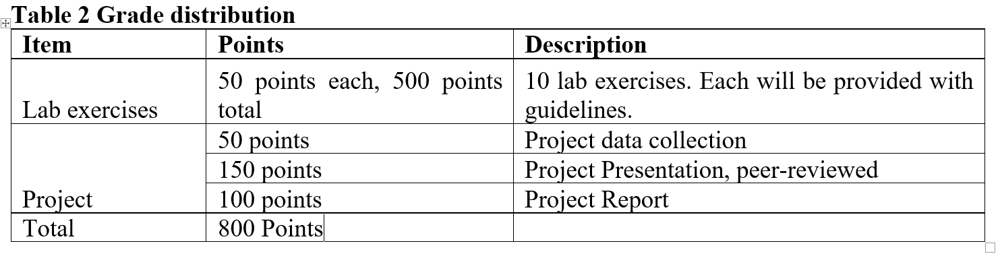 Table 2 Grade distribution
Item Points Description
Lab exercises 50 points each, 500 points total 10 lab exercises. Each will be provided with guidelines.
Project 50 points Project data collection
150 points Project Presentation, peer-reviewed
100 points Project Report
Total 800 Points